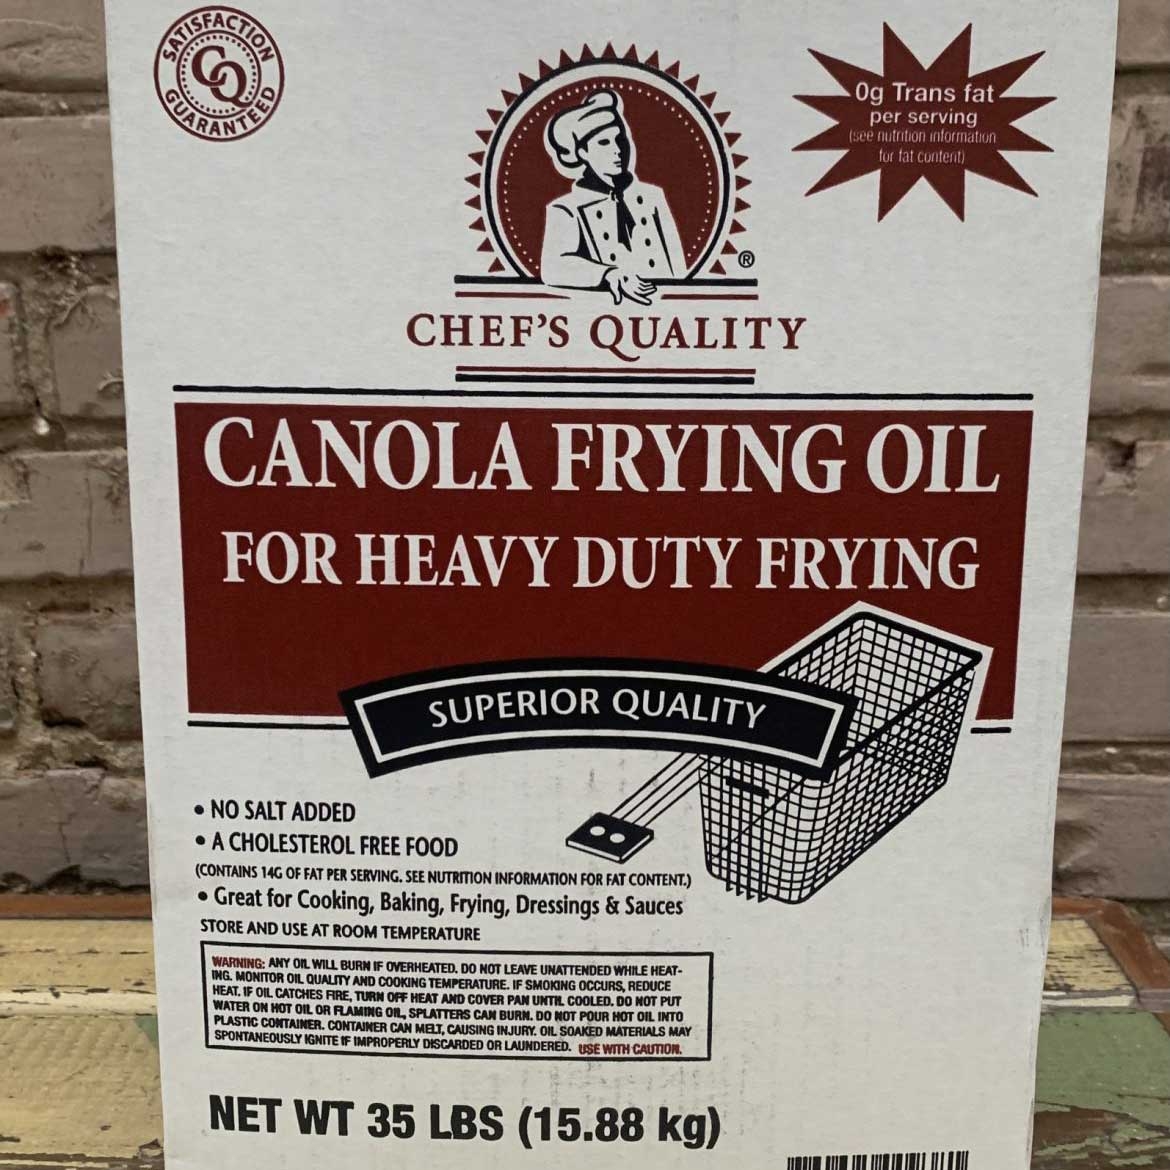 SATISFACTION
CQ
GUARANTEED
0g Trans fat
per serving
(see nutrition information
for fat content)
®
CHEF'S QUALITY
CANOLA FRYING OIL
FOR HEAVY DUTY FRYING
SUPERIOR QUALITY
• NO SALT ADDED
• A CHOLESTEROL FREE FOOD
(CONTAINS 14G OF FAT PER SERVING. SEE NUTRITION INFORMATION FOR FAT CONTENT.)
• Great for Cooking, Baking, Frying, Dressings & Sauces
STORE AND USE AT ROOM TEMPERATURE
WARNING: ANY OIL WILL BURN IF OVERHEATED. DO NOT LEAVE UNATTENDED WHILE HEAT-
ING. MONITOR OIL QUALITY AND COOKING TEMPERATURE. IF SMOKING OCCURS, REDUCE
HEAT. IF OIL CATCHES FIRE, TURN OFF HEAT AND COVER PAN UNTIL COOLED. DO NOT PUT
WATER ON HOT OIL OR FLAMING OIL, SPLATTERS CAN BURN. DO NOT POUR HOT OIL INTO
PLASTIC CONTAINER. CONTAINER CAN MELT, CAUSING INJURY. OIL SOAKED MATERIALS MAY
SPONTANEOUSLY IGNITE IF IMPROPERLY DISCARDED OR LAUNDERED. USE WITH CAUTION.
NET WT 35 LBS (15.88 kg)